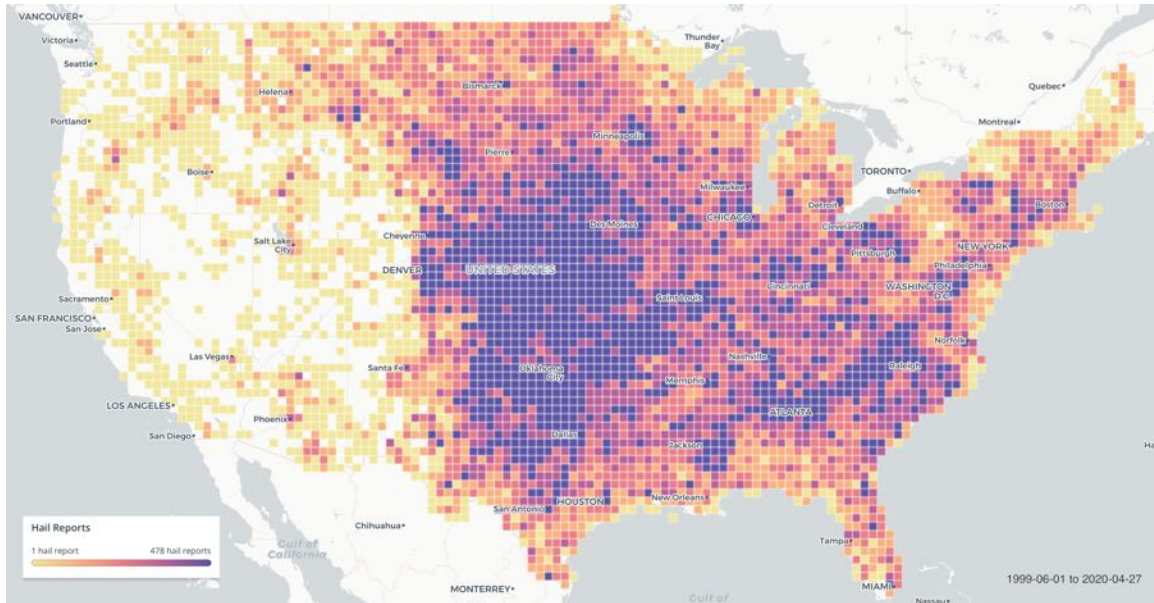 VANCOUVER
Victoria
Seattle
Thunder
Bay
Quebec
Helena
Bismarck
Portland
Montreal
Minneapolis
Pierre
Boise
TORONTO
Milwaukee
Buffalo
Detroit
Boston
CHICAGO
Des Moines
Cleveland
Cheyenne
Salt Lake
City
NEW YORK
Pittsburgh
DENVER
UNITED STATES
Philadelphia
Cincinnati
WASHINGTON
D.C.
Sacramento
Saint Louis
SAN FRANCISCO
San Jose
Norfolk
Las Vegas
Nashville
Santa Fe
Oklahoma
City
Raleigh
Memphis
LOS ANGELES
ATLANTA
Phoenix
San Diego
Dallas
Jackson
Ha
New Orleans
HOUSTON
San Antonio
Hail Reports
Chihuahua
1 hail report 478 hail reports
Gulf of
California
Tampa
1999-06-01 to 2020-04-27
MONTERREY
MIAMI
Gulf of
Nassau